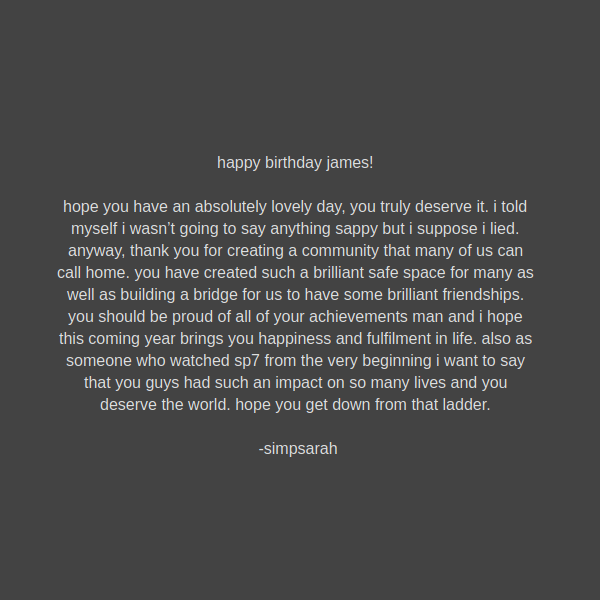 happy birthday james!
hope you have an absolutely lovely day, you truly deserve it. i told
myself i wasn’t going to say anything sappy but i suppose i lied.
anyway, thank you for creating a community that many of us can
call home. you have created such a brilliant safe space for many as
well as building a bridge for us to have some brilliant friendships.
you should be proud of all of your achievements man and i hope
this coming year brings you happiness and fulfilment in life. also as
someone who watched sp7 from the very beginning i want to say
that you guys had such an impact on so many lives and you
deserve the world. hope you get down from that ladder.
-simpsarah